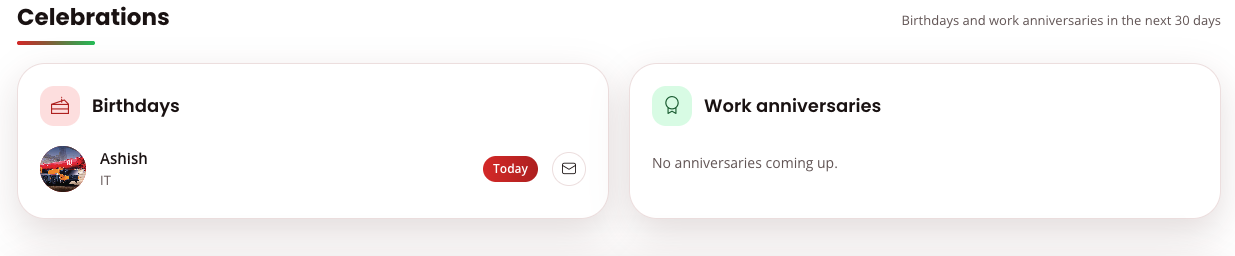 Celebrations
Birthdays and work anniversaries in the next 30 days
Birthdays
Ashish
IT
Today
Work anniversaries
No anniversaries coming up.